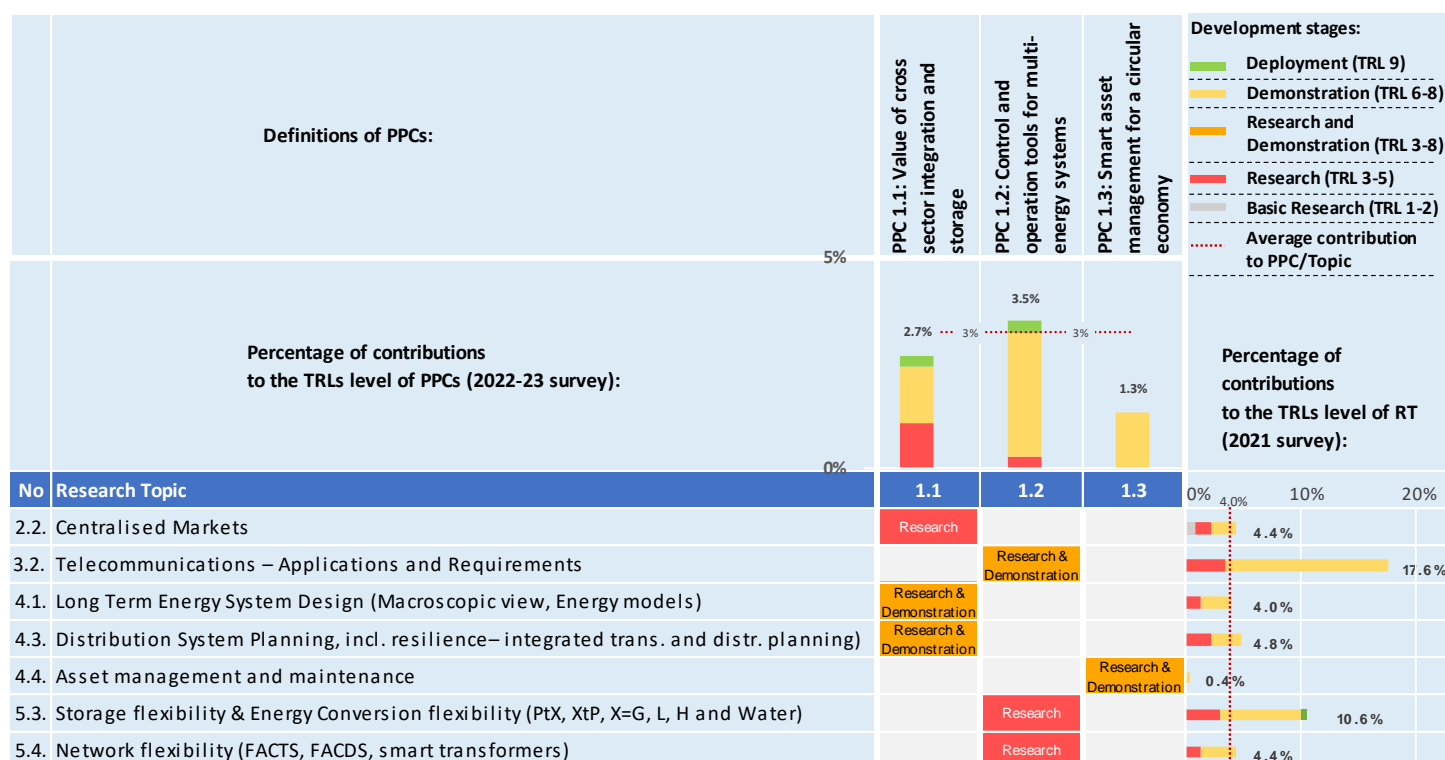 Definitions of PPCs:
PPC 1.1: Value of cross
sector integration and
storage
PPC 1.2: Control and
operation tools for multi-
energy systems
PPC 1.3: Smart asset
management for a circular
economy
Development stages:
Deployment (TRL 9)
Demonstration (TRL 6-8)
Research and
Demonstration (TRL 3-8)
Research (TRL 3-5)
Basic Research (TRL 1-2)
Average contribution
to PPC/Topic
5%
Percentage of contributions
to the TRLs level of PPCs (2022-23 survey):
2.7%
3%
3.5%
3%
1.3%
0%
Percentage of
contributions
to the TRLs level of RT
(2021 survey):
No Research Topic 1.1 1.2 1.3 0% 4.0% 10% 20%
2.2. Centralised Markets Research 4.4%
3.2. Telecommunications – Applications and Requirements Research & Demonstration 17.6%
4.1. Long Term Energy System Design (Macroscopic view, Energy models) Research & Demonstration 4.0%
4.3. Distribution System Planning, incl. resilience– integrated trans. and distr. planning) Research & Demonstration 4.8%
4.4. Asset management and maintenance Research & Demonstration 0.4%
5.3. Storage flexibility & Energy Conversion flexibility (PtX, XtP, X=G, L, H and Water) Research 10.6%
5.4. Network flexibility (FACTS, FACDS, smart transformers) Research 4.4%